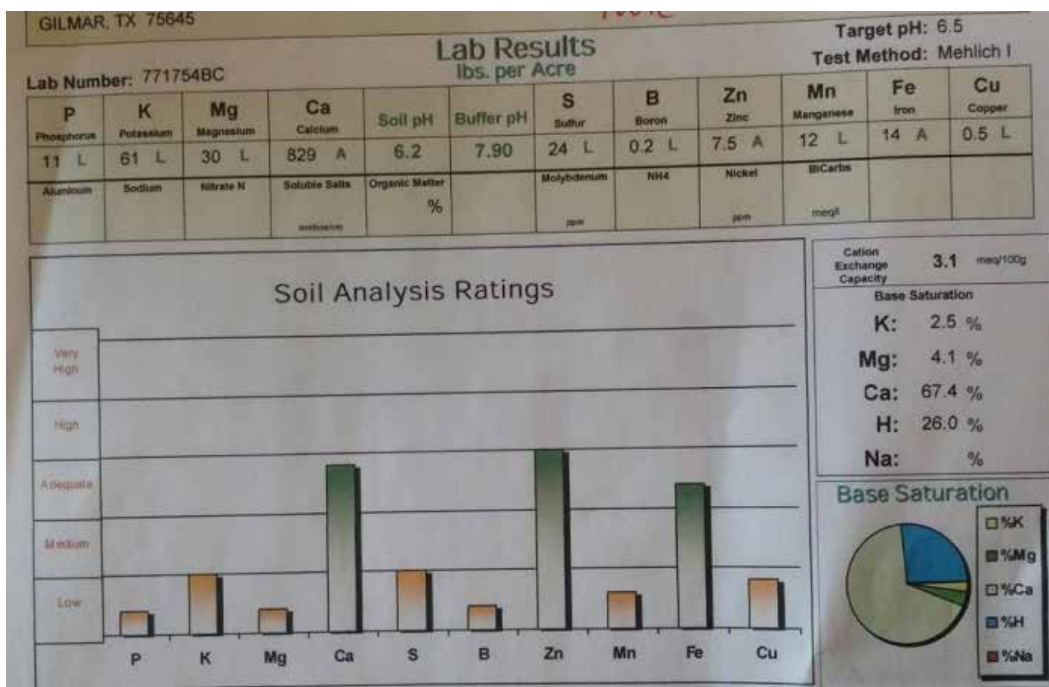 GILMAR, TX 75645
Target pH: 6.5
Lab Results
Test Method: Mehlich I
lbs. per Acre
Lab Number: 771754BC
P K Mg Ca Soil pH Buffer pH S B Zn Mn Fe Cu
Phosphorus Potassium Magnesium Calcium Sulfur Boron Zinc Manganese Iron Copper
11 L 61 L 30 L 829 A 6.2 7.90 24 L 0.2 L 7.5 A 12 L 14 A 0.5 L
Aluminum Sodium Nitrate N Soluble Salts Organic Matter Molybdenum NH4 Nickel BiCarbs
% ppm ppm meq/l
Soil Analysis Ratings
Very
High
High
Adequate
Medium
Low
P K Mg Ca S B Zn Mn Fe Cu
Cation
Exchange
Capacity
3.1 meq/100g
Base Saturation
K: 2.5 %
Mg: 4.1 %
Ca: 67.4 %
H: 26.0 %
Na: %
Base Saturation
%K
%Mg
%Ca
%H
%Na